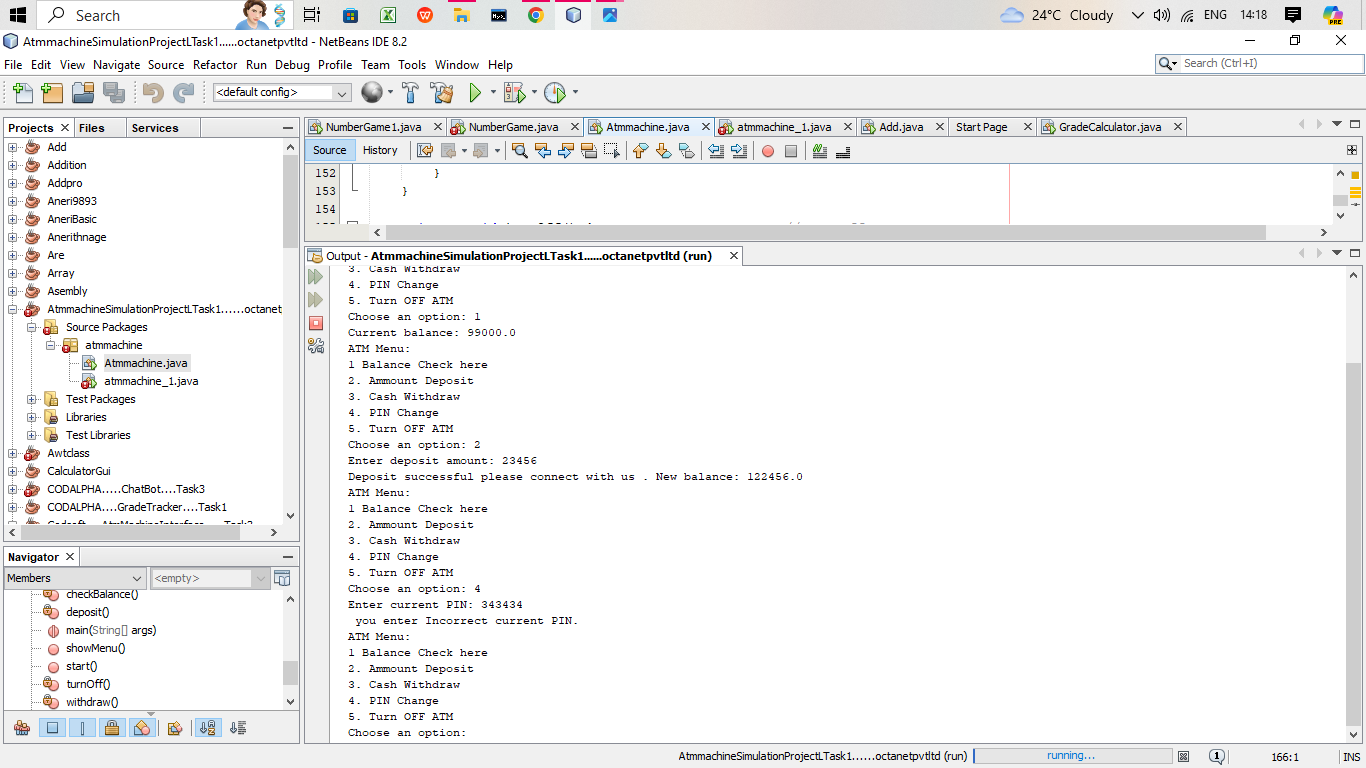 Search
24°C Cloudy
ENG
14:18
PRE
AtmmachineSimulationProjectLTask1......octanetpvtltd - NetBeans IDE 8.2
File Edit View Navigate Source Refactor Run Debug Profile Team Tools Window Help
Search (Ctrl+I)
<default config>
Projects
Files
Services
Add
Addition
Addpro
Aneri9893
AneriBasic
Anerithnage
Are
Array
Asembly
AtmmachineSimulationProjectLTask1......octanet
Source Packages
atmmachine
Atmmachine.java
atmmachine_1.java
Test Packages
Libraries
Test Libraries
Awtclass
CalculatorGui
CODALPHA.....ChatBot....Task3
CODALPHA....GradeTracker....Task1
Navigator
Members
<empty>
checkBalance()
deposit()
main(String[] args)
showMenu()
start()
turnOff()
withdraw()
NumberGame1.java
NumberGame.java
Atmmachine.java
atmmachine_1.java
Add.java
Start Page
GradeCalculator.java
Source
History
152 }
153 }
154
Output - AtmmachineSimulationProjectLTask1......octanetpvtltd (run)
3. Cash Withdraw
4. PIN Change
5. Turn OFF ATM
Choose an option: 1
Current balance: 99000.0
ATM Menu:
1 Balance Check here
2. Ammount Deposit
3. Cash Withdraw
4. PIN Change
5. Turn OFF ATM
Choose an option: 2
Enter deposit amount: 23456
Deposit successful please connect with us . New balance: 122456.0
ATM Menu:
1 Balance Check here
2. Ammount Deposit
3. Cash Withdraw
4. PIN Change
5. Turn OFF ATM
Choose an option: 4
Enter current PIN: 343434
you enter Incorrect current PIN.
ATM Menu:
1 Balance Check here
2. Ammount Deposit
3. Cash Withdraw
4. PIN Change
5. Turn OFF ATM
Choose an option:
AtmmachineSimulationProjectLTask1......octanetpvtltd (run)
running...
1
166:1
INS